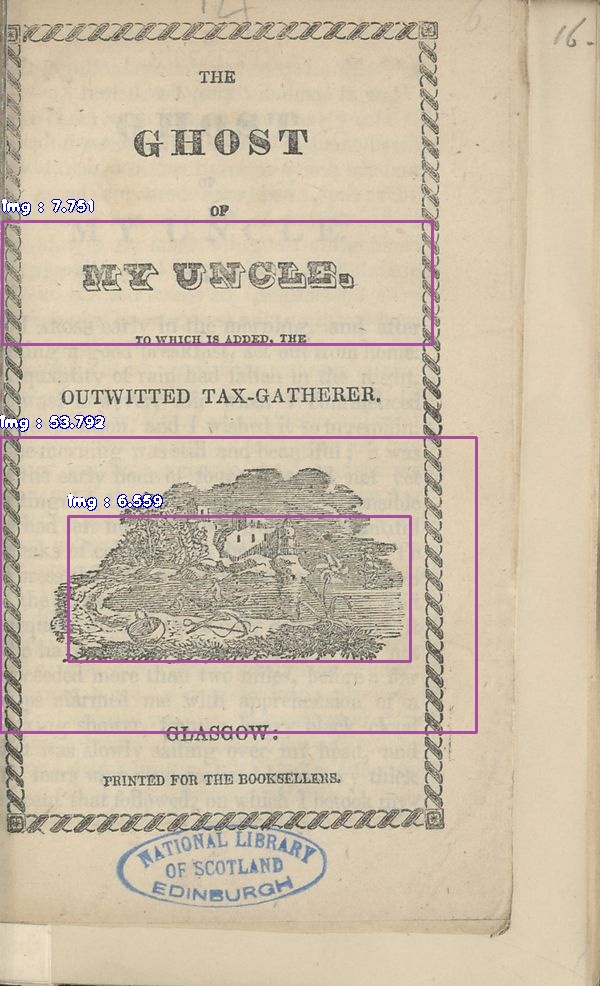 16.
THE
GHOST
OF
MY UNCLE.
TO WHICH IS ADDED, THE
OUTWITTED TAX-GATHERER.
GLASGOW:
PRINTED FOR THE BOOKSELLERS.
NATIONAL LIBRARY
OF SCOTLAND
EDINBURGH
img : 7.751
img : 53.792
img : 6.559